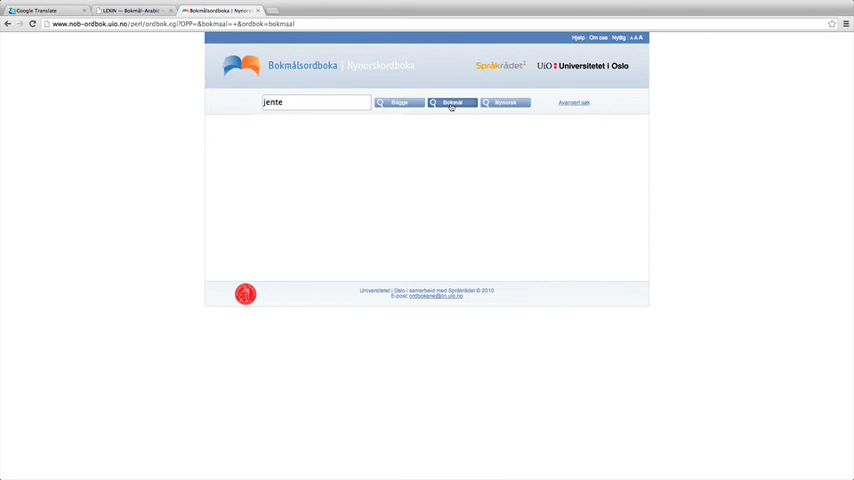 Google Translate
LEXIN — Bokmål-Arabic
Bokmålsordboka | Nynorsk
www.nob-ordbok.uio.no/perl/ordbok.cgi?OPP=&bokmaal=+&ordbok=bokmaal
Hjelp Om oss Nyttig A A A
Bokmålsordboka | Nynorskordboka
Språkrådet UiO Universitetet i Oslo
jente Begge Bokmål Nynorsk Avansert søk
Universitetet i Oslo i samarbeid med Språkrådet © 2010
E-post: ordbokene@iln.uio.no